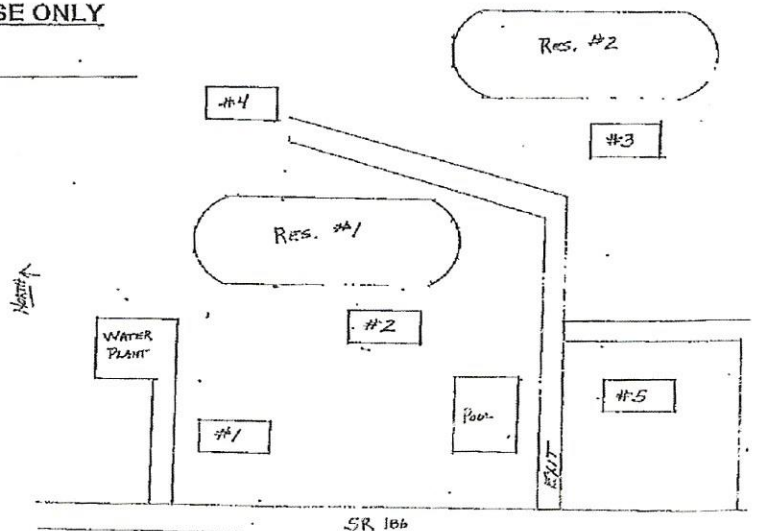 SE ONLY
Res. #2
#4
#3
Res. #1
NORTH
#2
WATER
PLANT
#5
Pool
#1
EXIT
SR 186